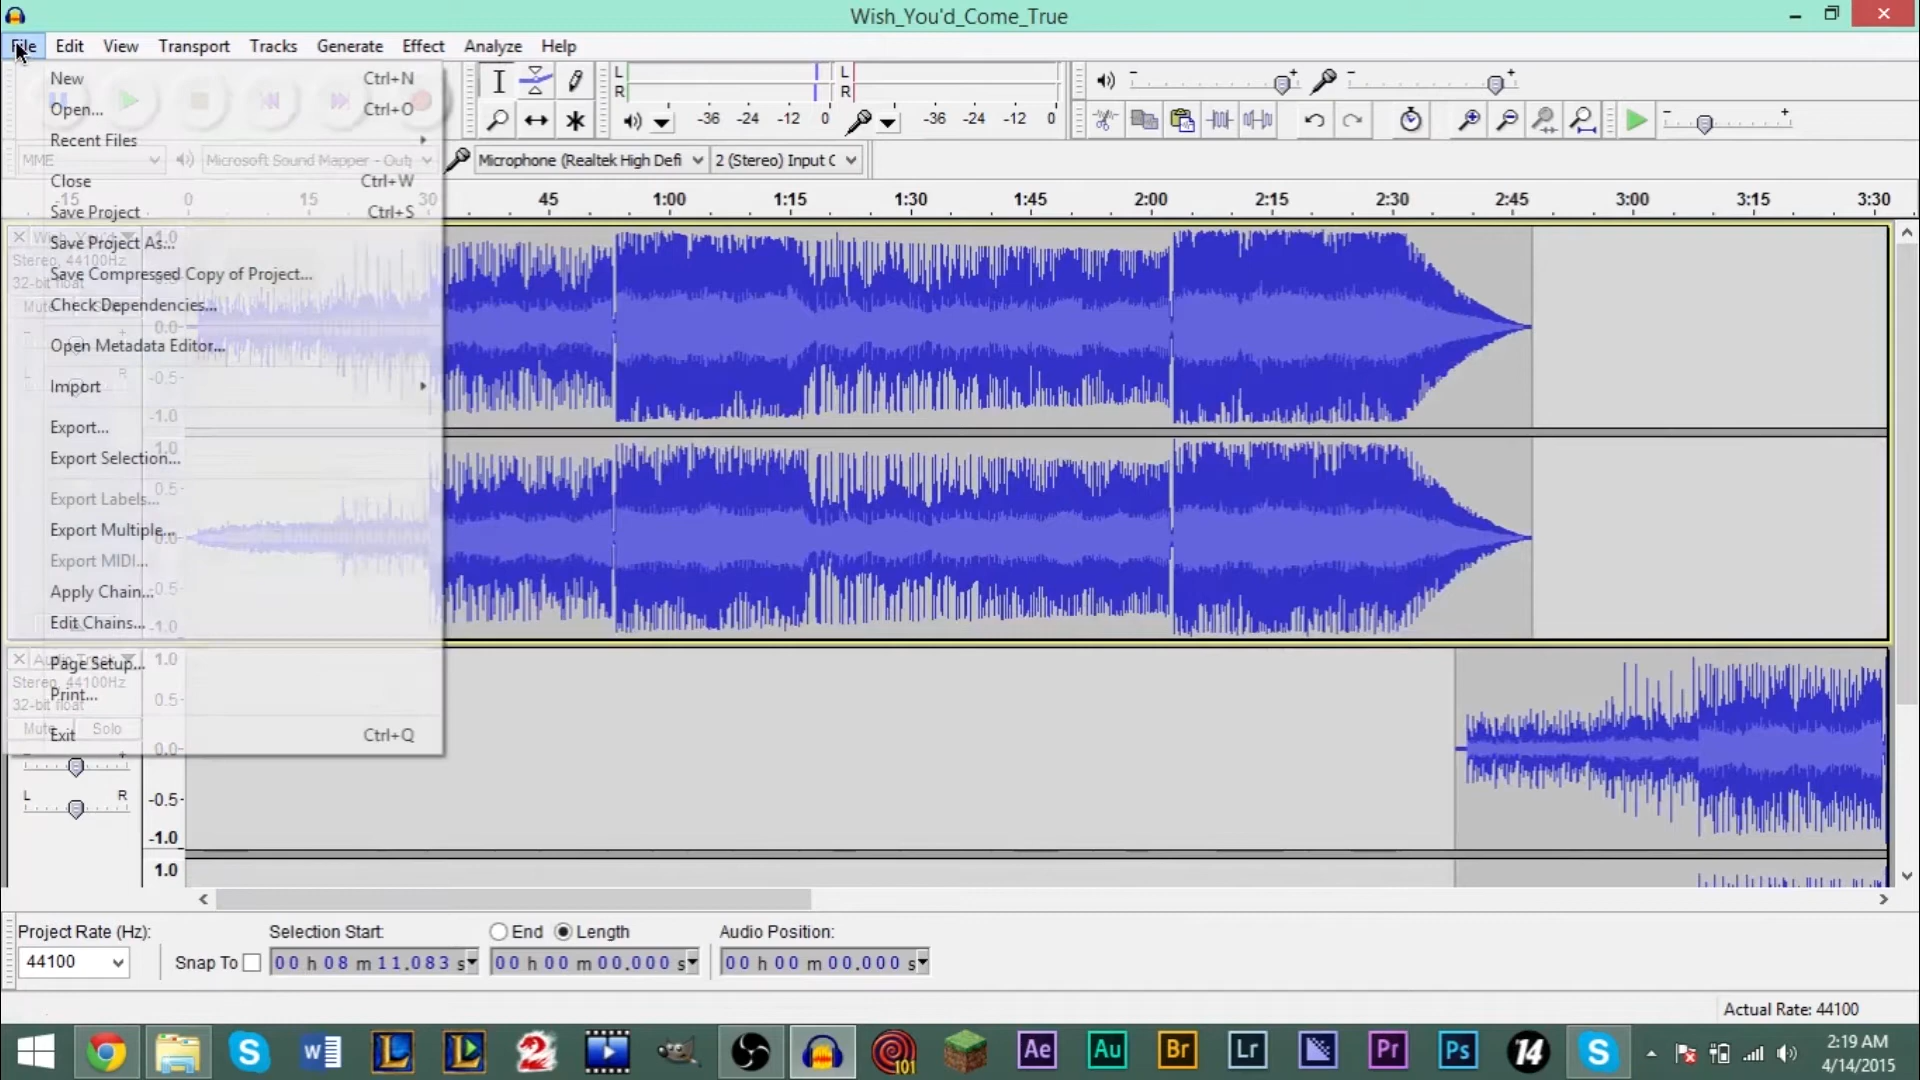 Wish_You'd_Come_True
File Edit View Transport Tracks Generate Effect Analyze Help
New Ctrl+N
Open... Ctrl+O
Recent Files
Close Ctrl+W
Save Project Ctrl+S
Save Project As...
Save Compressed Copy of Project...
Check Dependencies...
Open Metadata Editor...
Import
Export...
Export Selection...
Export Labels...
Export Multiple...
Export MIDI...
Apply Chain...
Edit Chains...
Page Setup...
Print...
Exit Ctrl+Q
L
R
-36 -24 -12 0
L
R
-36 -24 -12 0
MME
Microsoft Sound Mapper - Out
Microphone (Realtek High Defi
2 (Stereo) Input C
-15 0 15 30 45 1:00 1:15 1:30 1:45 2:00 2:15 2:30 2:45 3:00 3:15 3:30
Stereo, 44100Hz
32-bit float
1.0
0.0-
-0.5-
-1.0
1.0
0.5-
0.0-
-0.5-
-1.0
Stereo, 44100Hz
32-bit float
Mute Solo
L R
1.0
0.5-
0.0-
-0.5-
-1.0
1.0
Project Rate (Hz):
44100
Snap To
Selection Start:
00 h 08 m 11.083 s
End Length
00 h 00 m 00.000 s
Audio Position:
00 h 00 m 00.000 s
Actual Rate: 44100
W
L
L
2
101
Ae
Au
Br
Lr
Pr
Ps
14
S
2:19 AM
4/14/2015